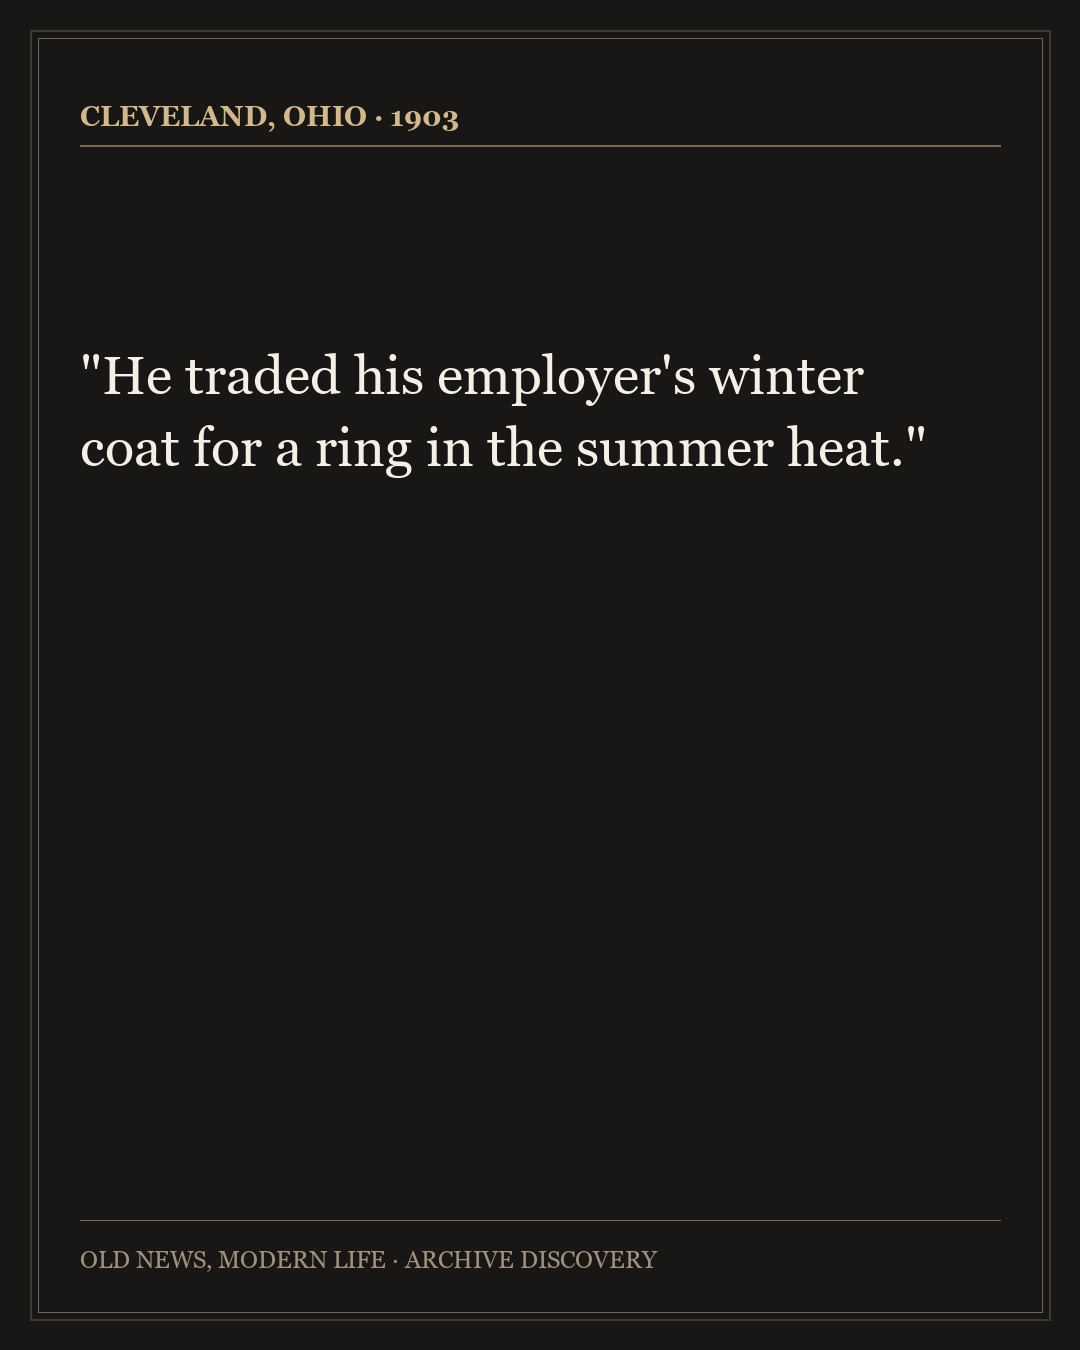 CLEVELAND, OHIO · 1903
"He traded his employer's winter
coat for a ring in the summer heat."
OLD NEWS, MODERN LIFE · ARCHIVE DISCOVERY